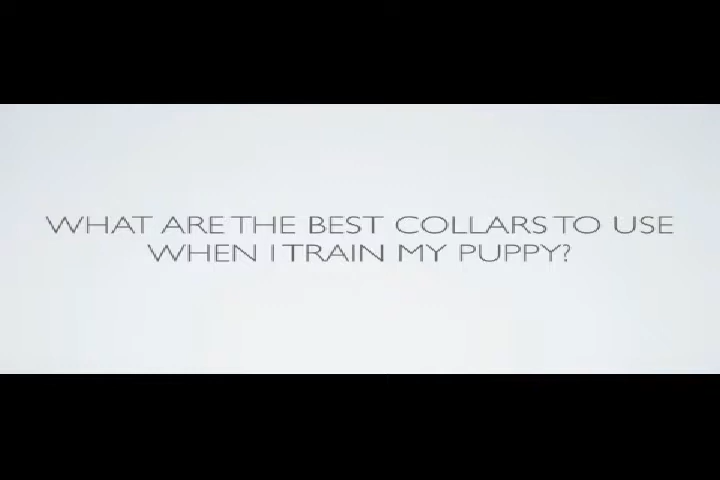 WHAT ARE THE BEST COLLARS TO USE
WHEN I TRAIN MY PUPPY?